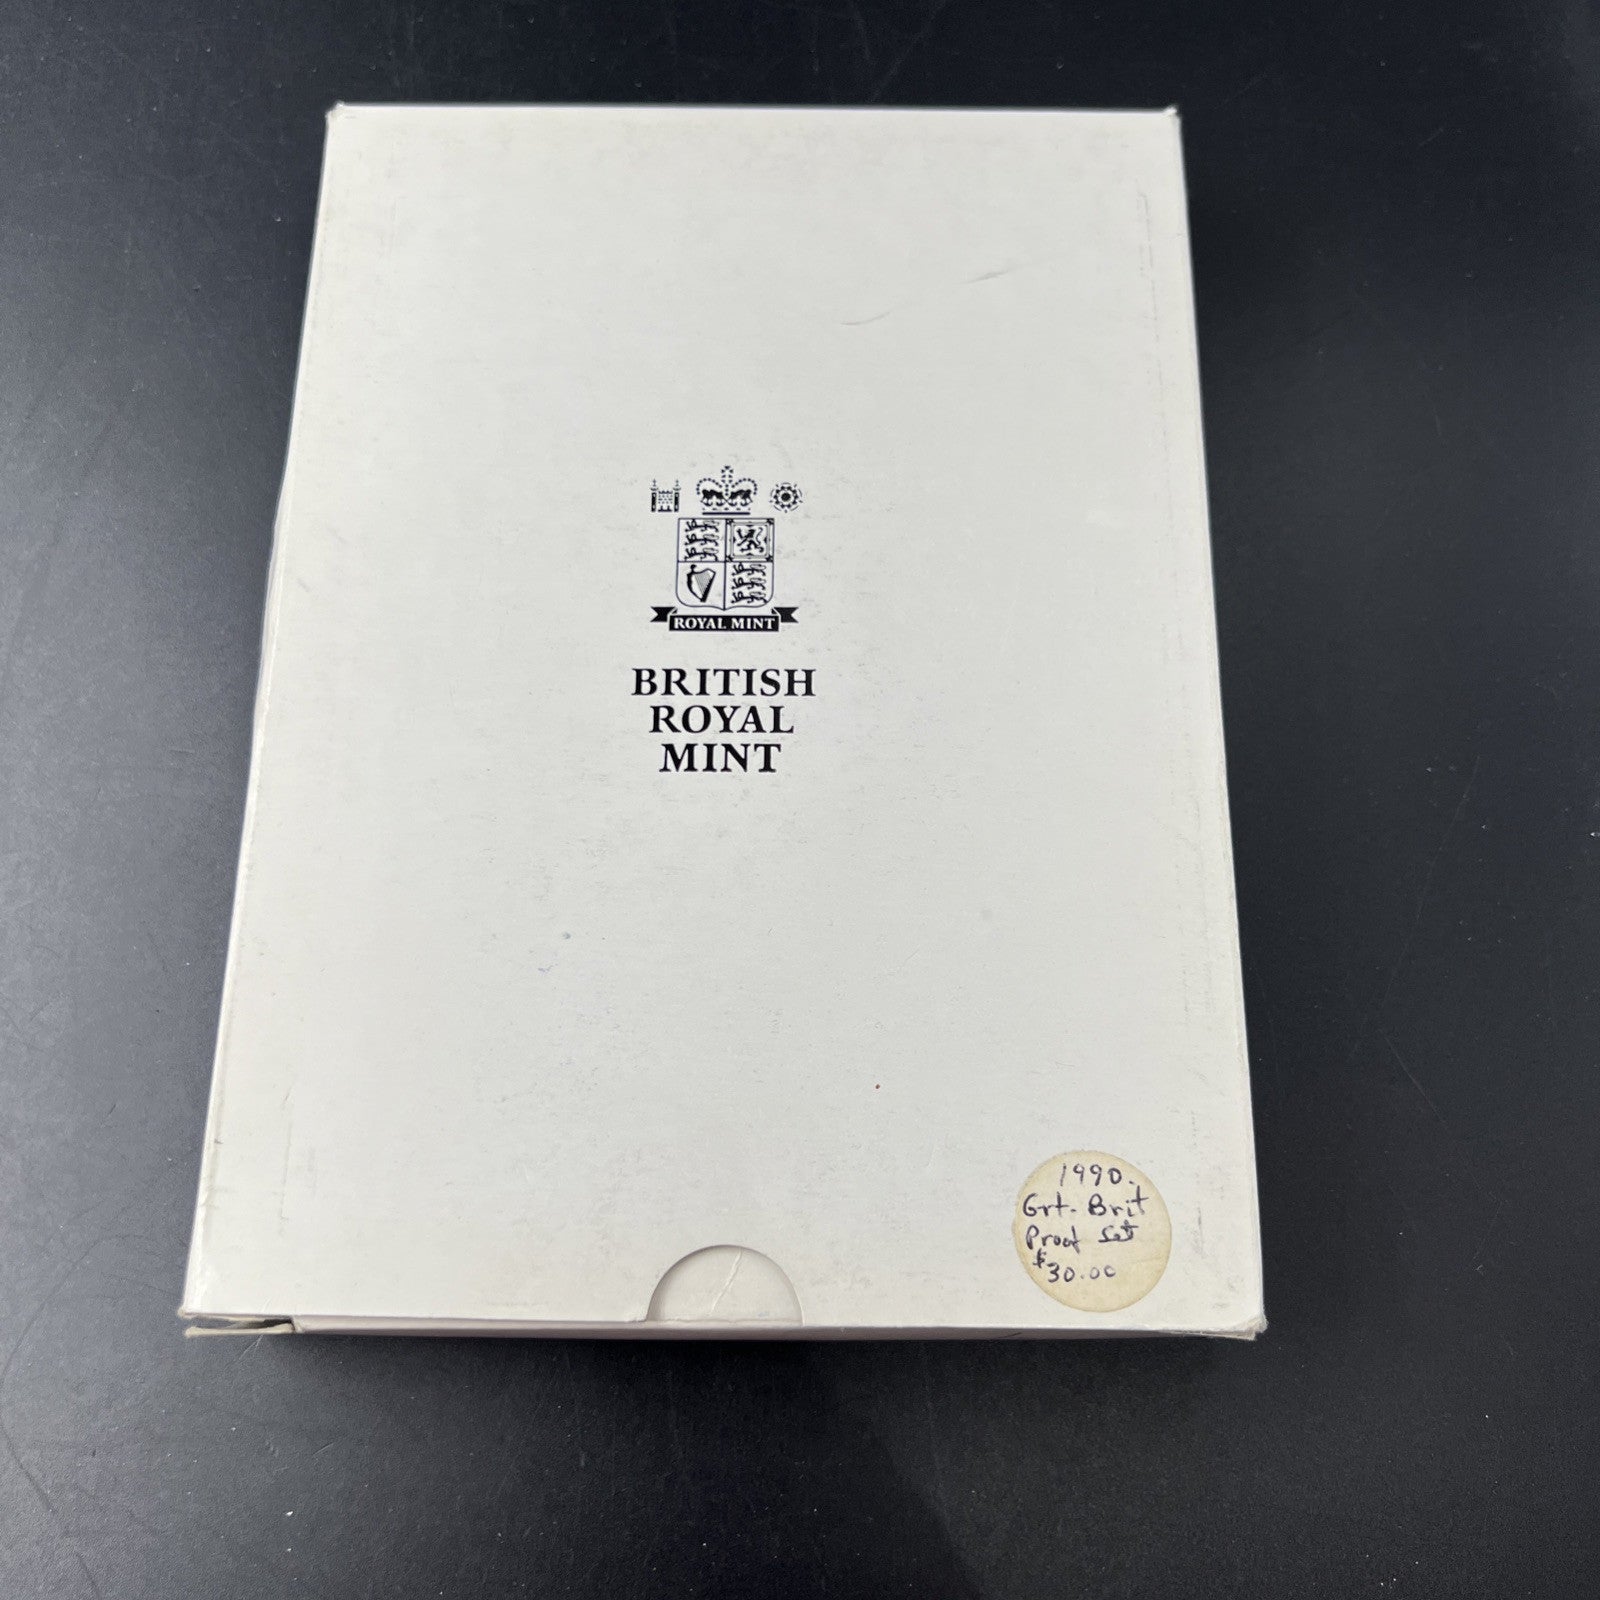 ROYAL MINT
BRITISH
ROYAL
MINT
1990.
Grt. Brit
Proof Set
$30.00